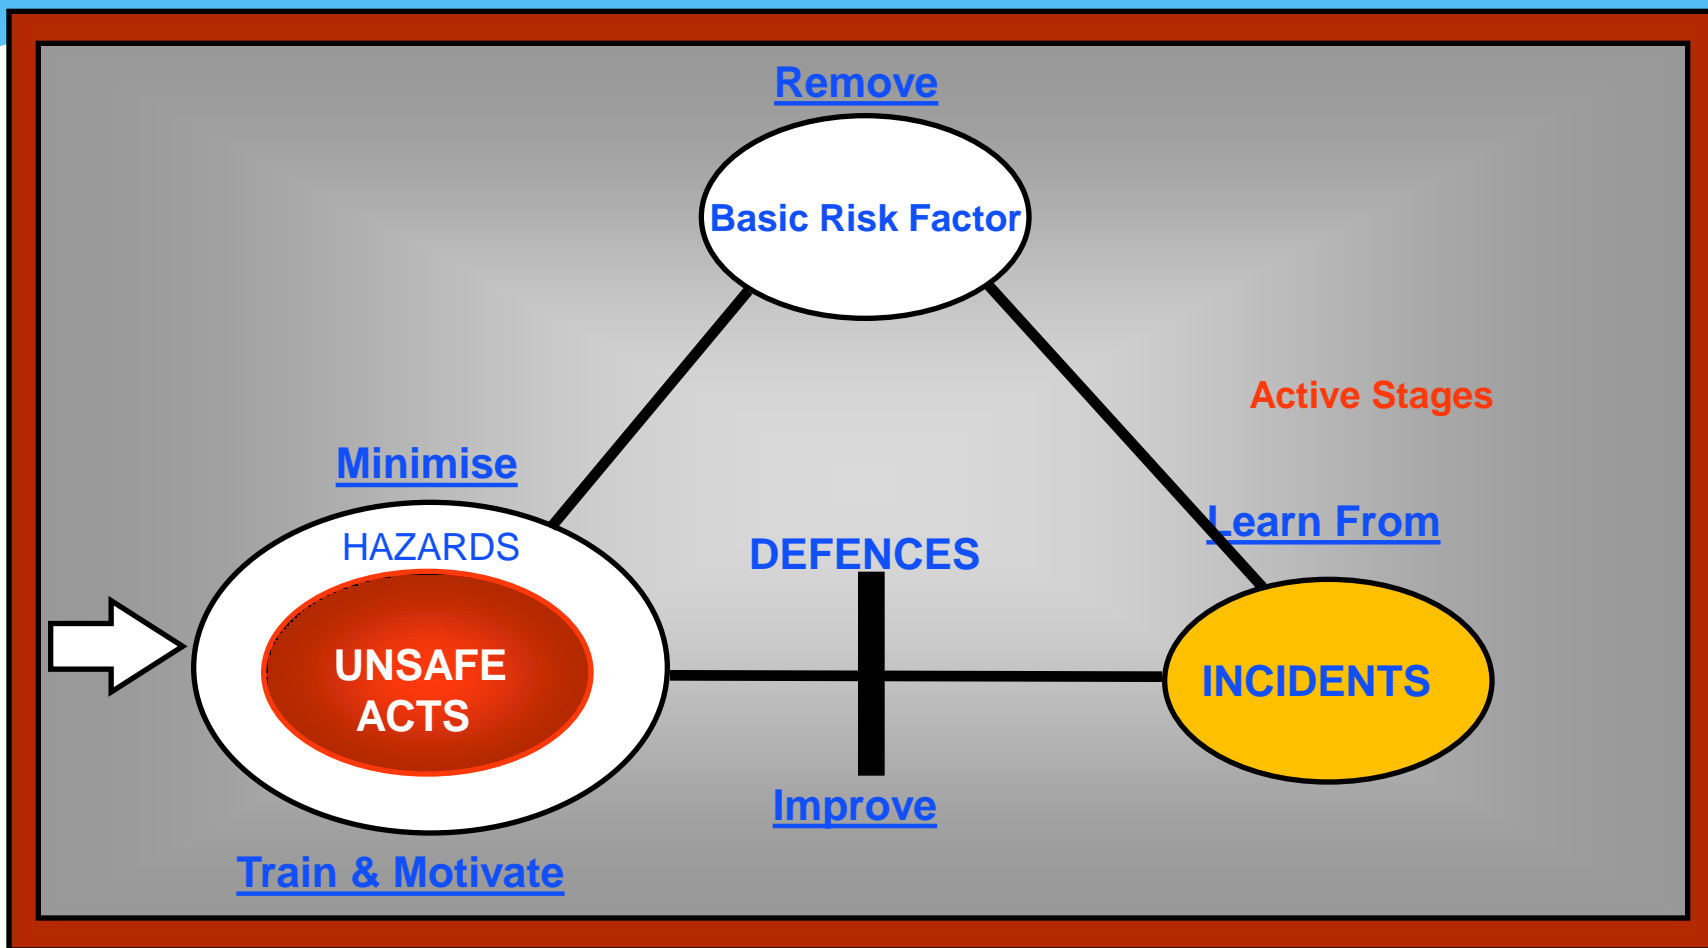 Remove
Basic Risk Factor
Active Stages
Minimise
Learn From
HAZARDS
DEFENCES
UNSAFE
ACTS
INCIDENTS
Improve
Train & Motivate